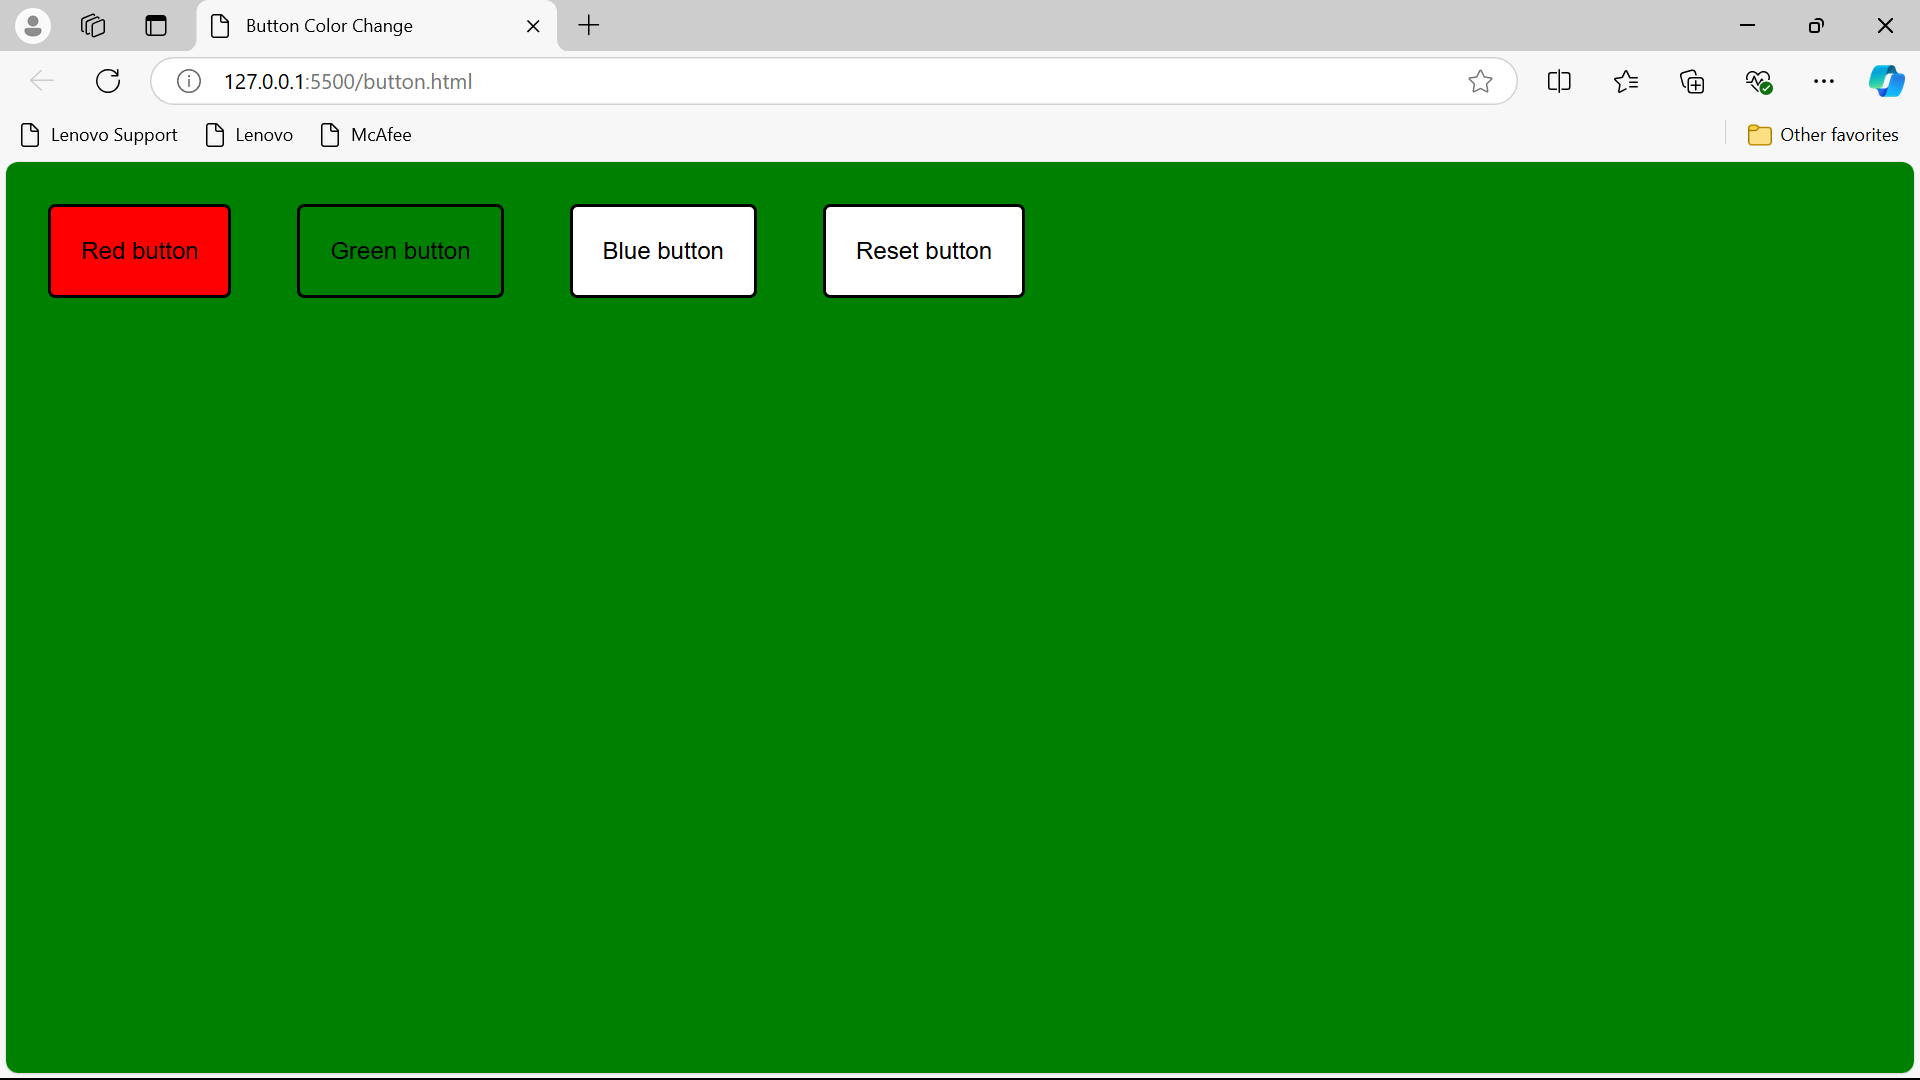 Button Color Change
127.0.0.1:5500/button.html
Lenovo Support Lenovo McAfee Other favorites
Red button Green button Blue button Reset button